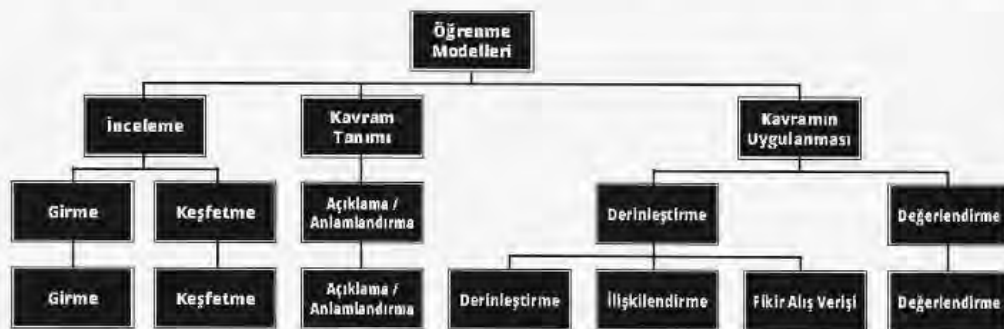 Öğrenme
Modelleri
İnceleme
Kavram
Tanımı
Kavramın
Uygulanması
Girme
Keşfetme
Açıklama /
Anlamlandırma
Derinleştirme
Değerlendirme
Girme
Keşfetme
Açıklama /
Anlamlandırma
Derinleştirme
İlişkilendirme
Fikir Alış Verişi
Değerlendirme